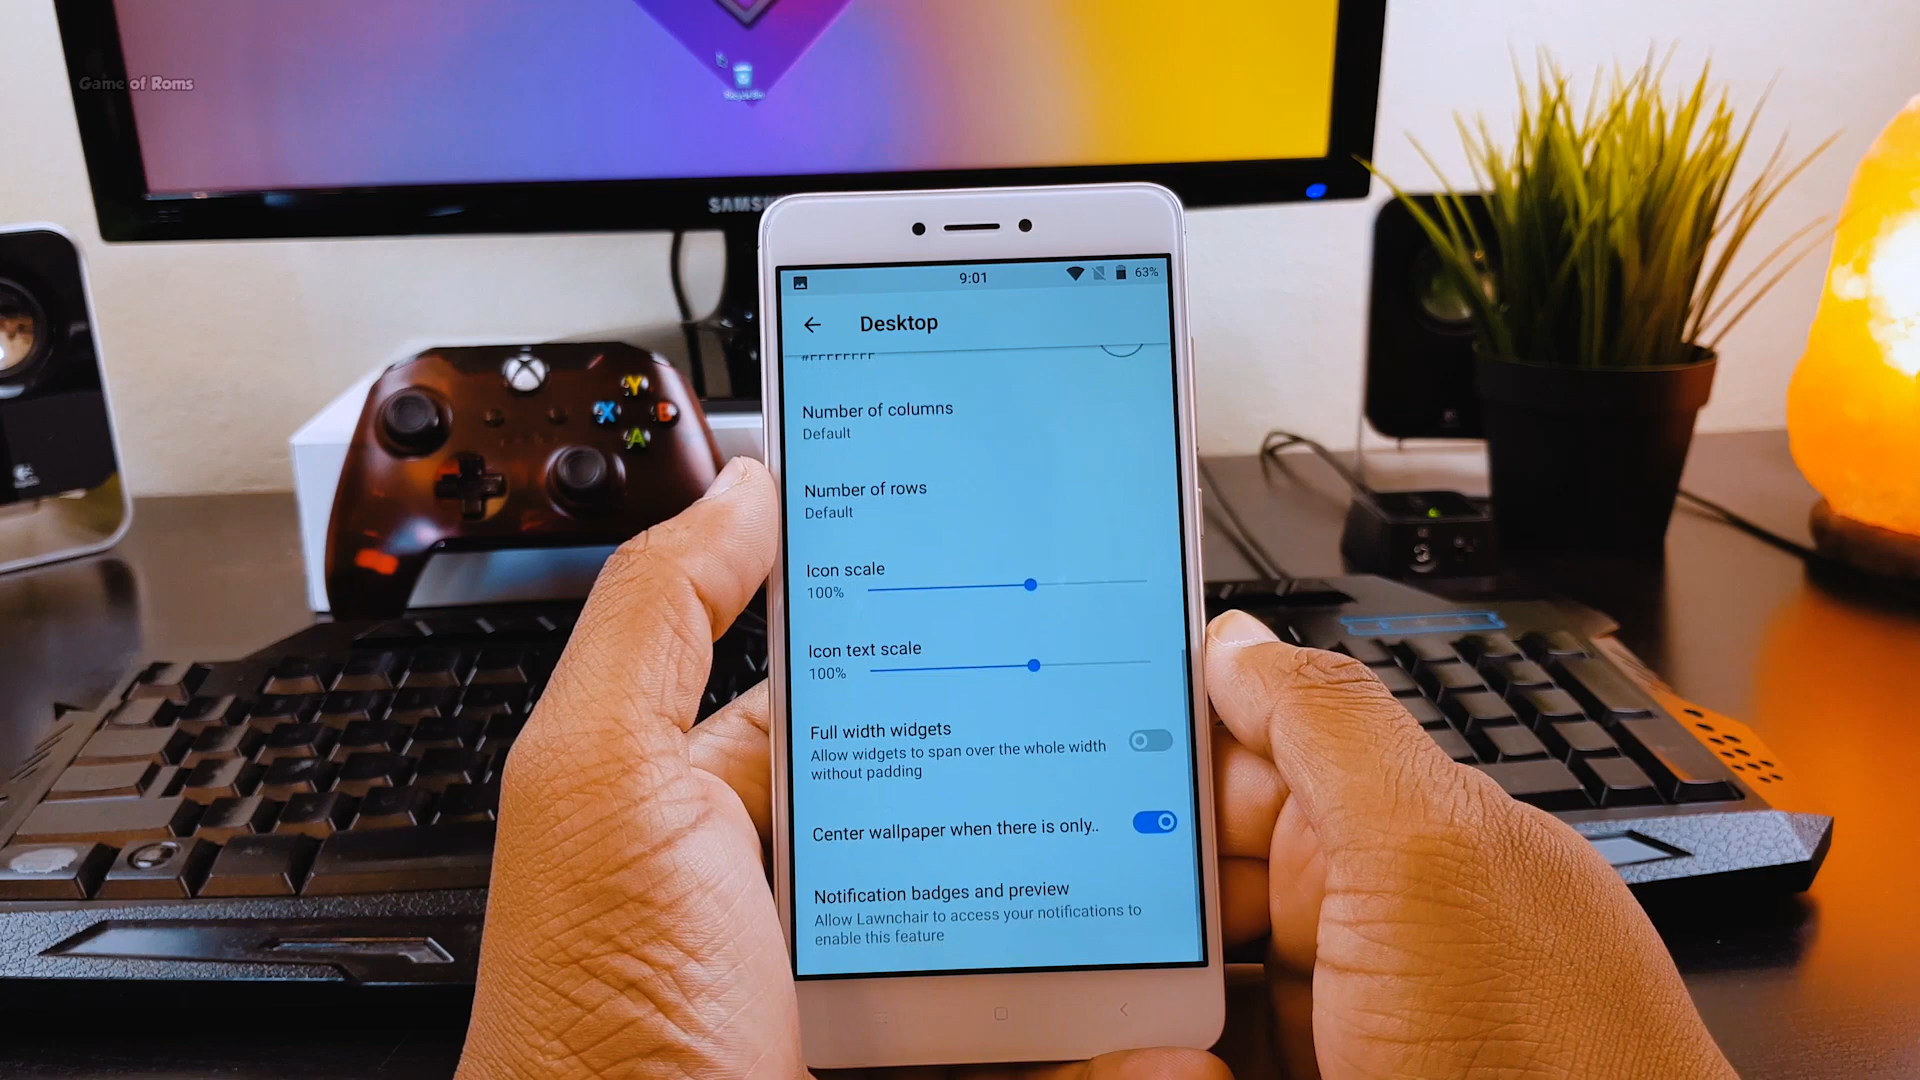 Game of Roms
SAMS
9:01
63%
Desktop
#FFFFFFFF
Number of columns
Default
Number of rows
Default
Icon scale
100%
Icon text scale
100%
Full width widgets
Allow widgets to span over the whole width
without padding
Center wallpaper when there is only..
Notification badges and preview
Allow Lawnchair to access your notifications to
enable this feature
Y
X
B
A